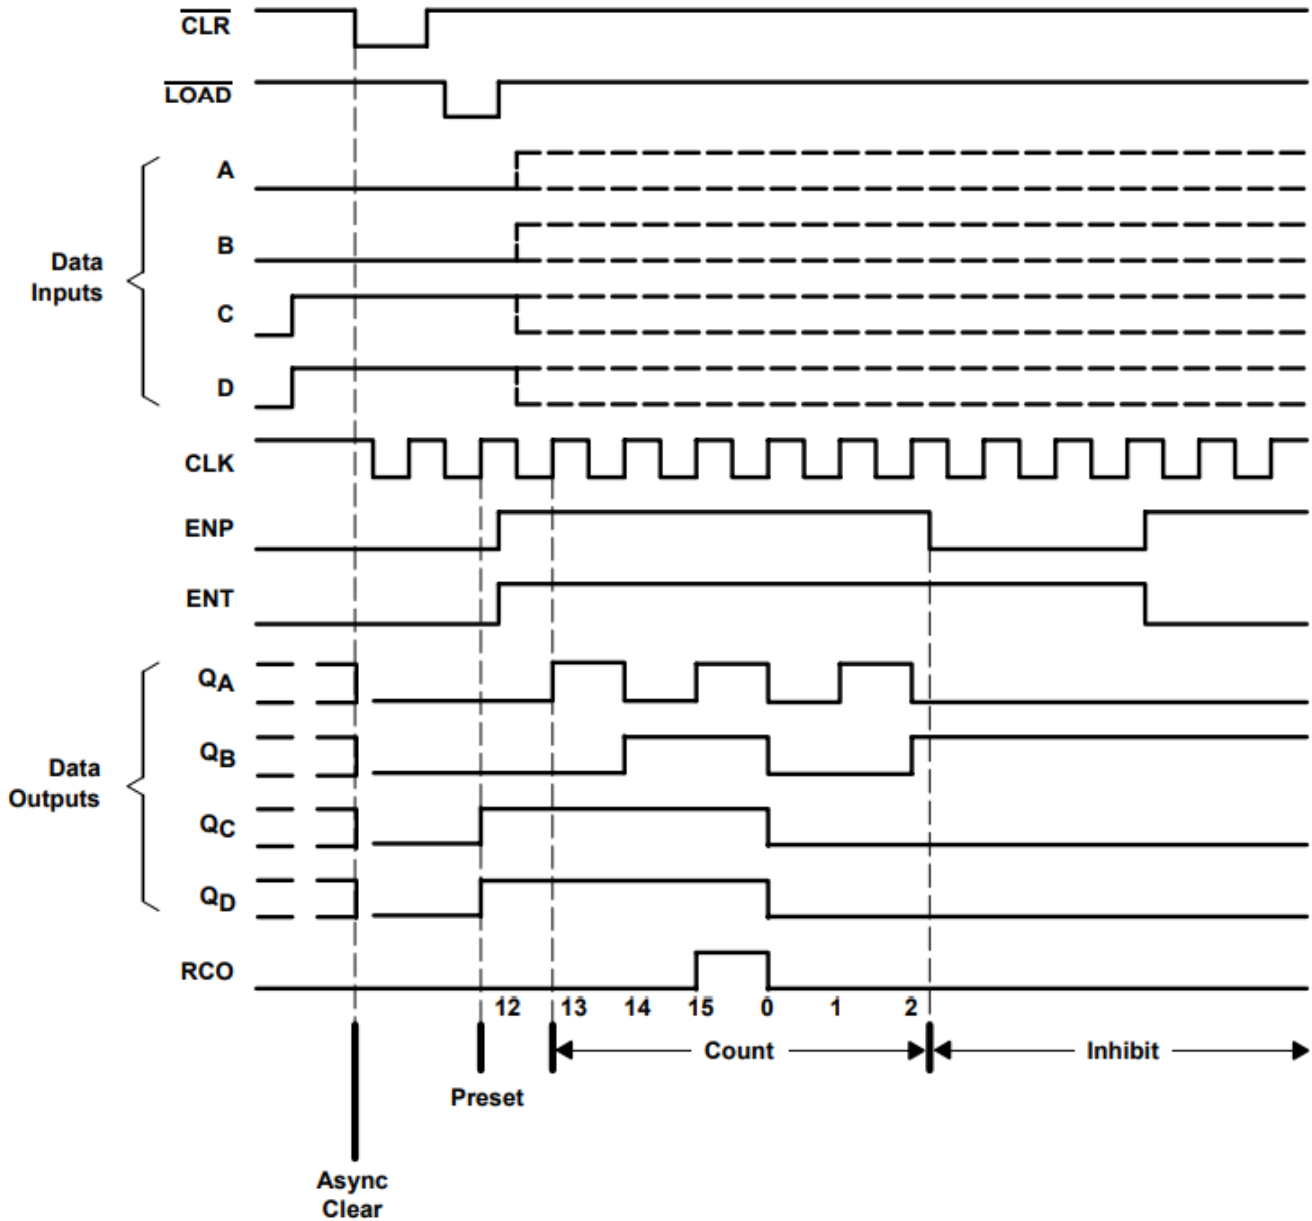 CLR
LOAD
A
B
Data
Inputs
C
D
CLK
ENP
ENT
QA
QB
Data
Outputs
QC
QD
RCO
12 13 14 15 0 1 2
Count Inhibit
Preset
Async
Clear